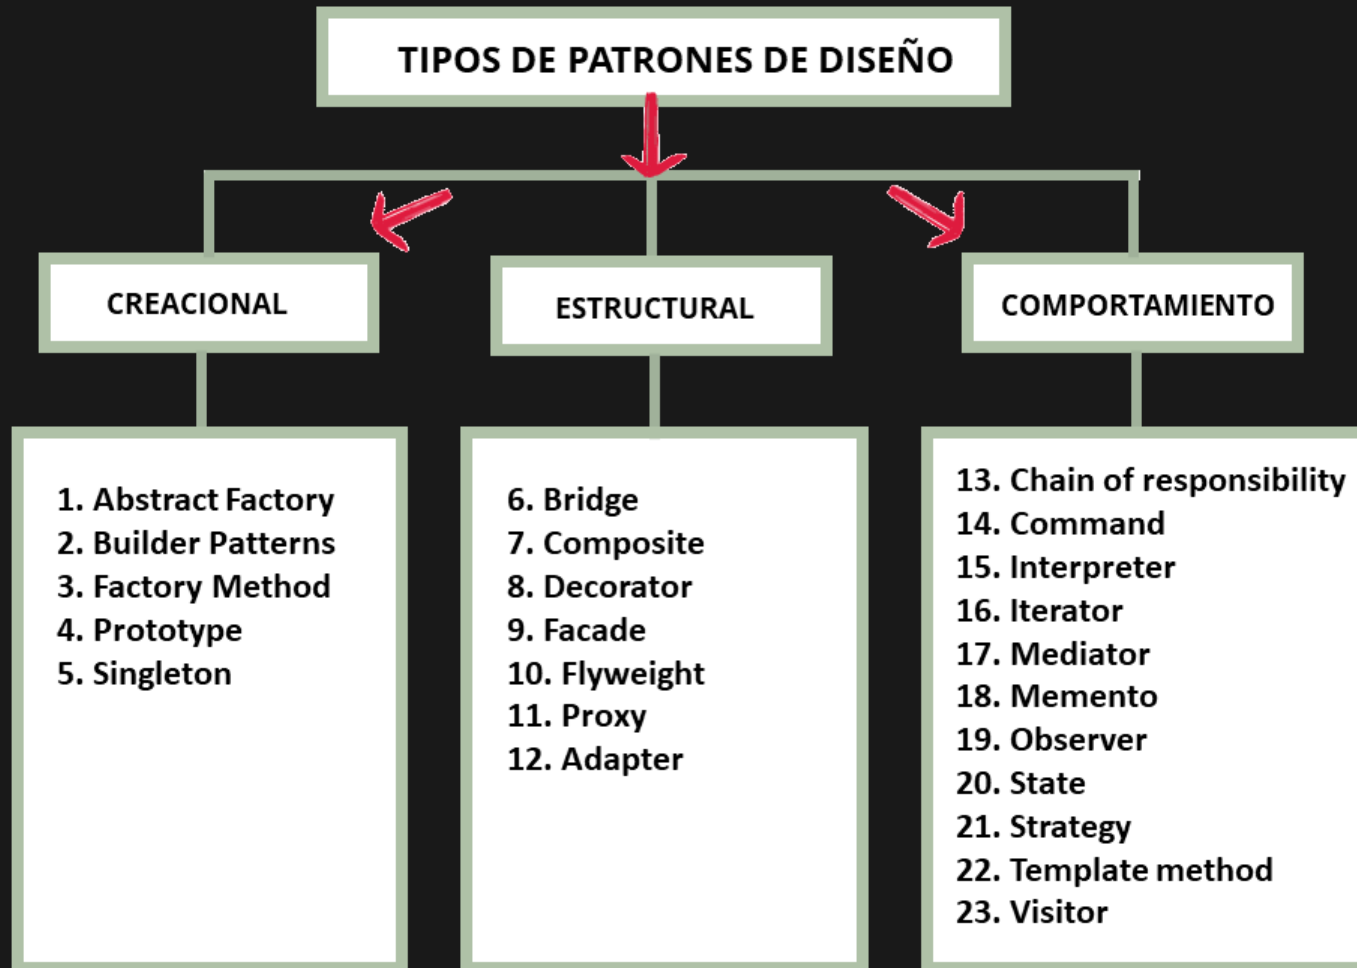 TIPOS DE PATRONES DE DISEÑO
CREACIONAL
ESTRUCTURAL
COMPORTAMIENTO
1. Abstract Factory
2. Builder Patterns
3. Factory Method
4. Prototype
5. Singleton
6. Bridge
7. Composite
8. Decorator
9. Facade
10. Flyweight
11. Proxy
12. Adapter
13. Chain of responsibility
14. Command
15. Interpreter
16. Iterator
17. Mediator
18. Memento
19. Observer
20. State
21. Strategy
22. Template method
23. Visitor